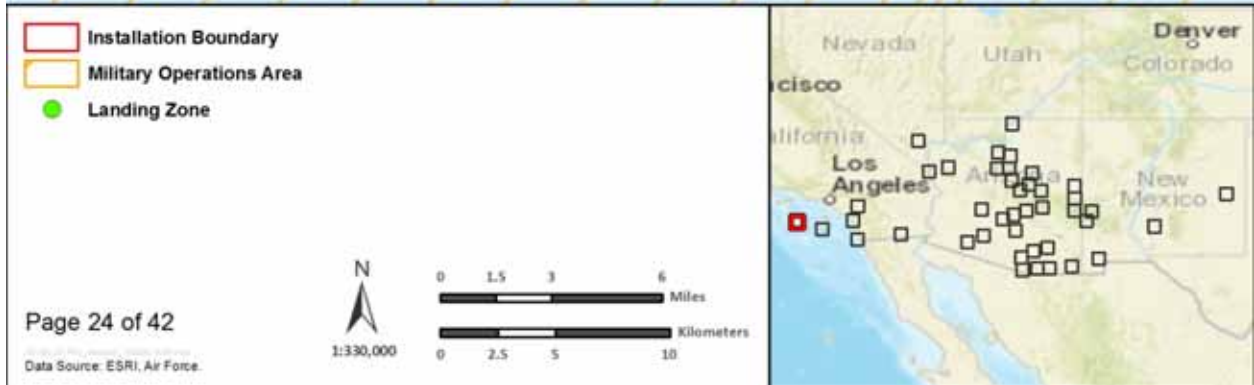 Installation Boundary
Military Operations Area
Landing Zone
N
1:330,000
0 1.5 3 6
Miles
Kilometers
0 2.5 5 10
Page 24 of 42
Data Source: ESRI, Air Force.
Denver
Nevada
Utah
Colorado
cisco
alifornia
Los
Angeles
New
Mexico